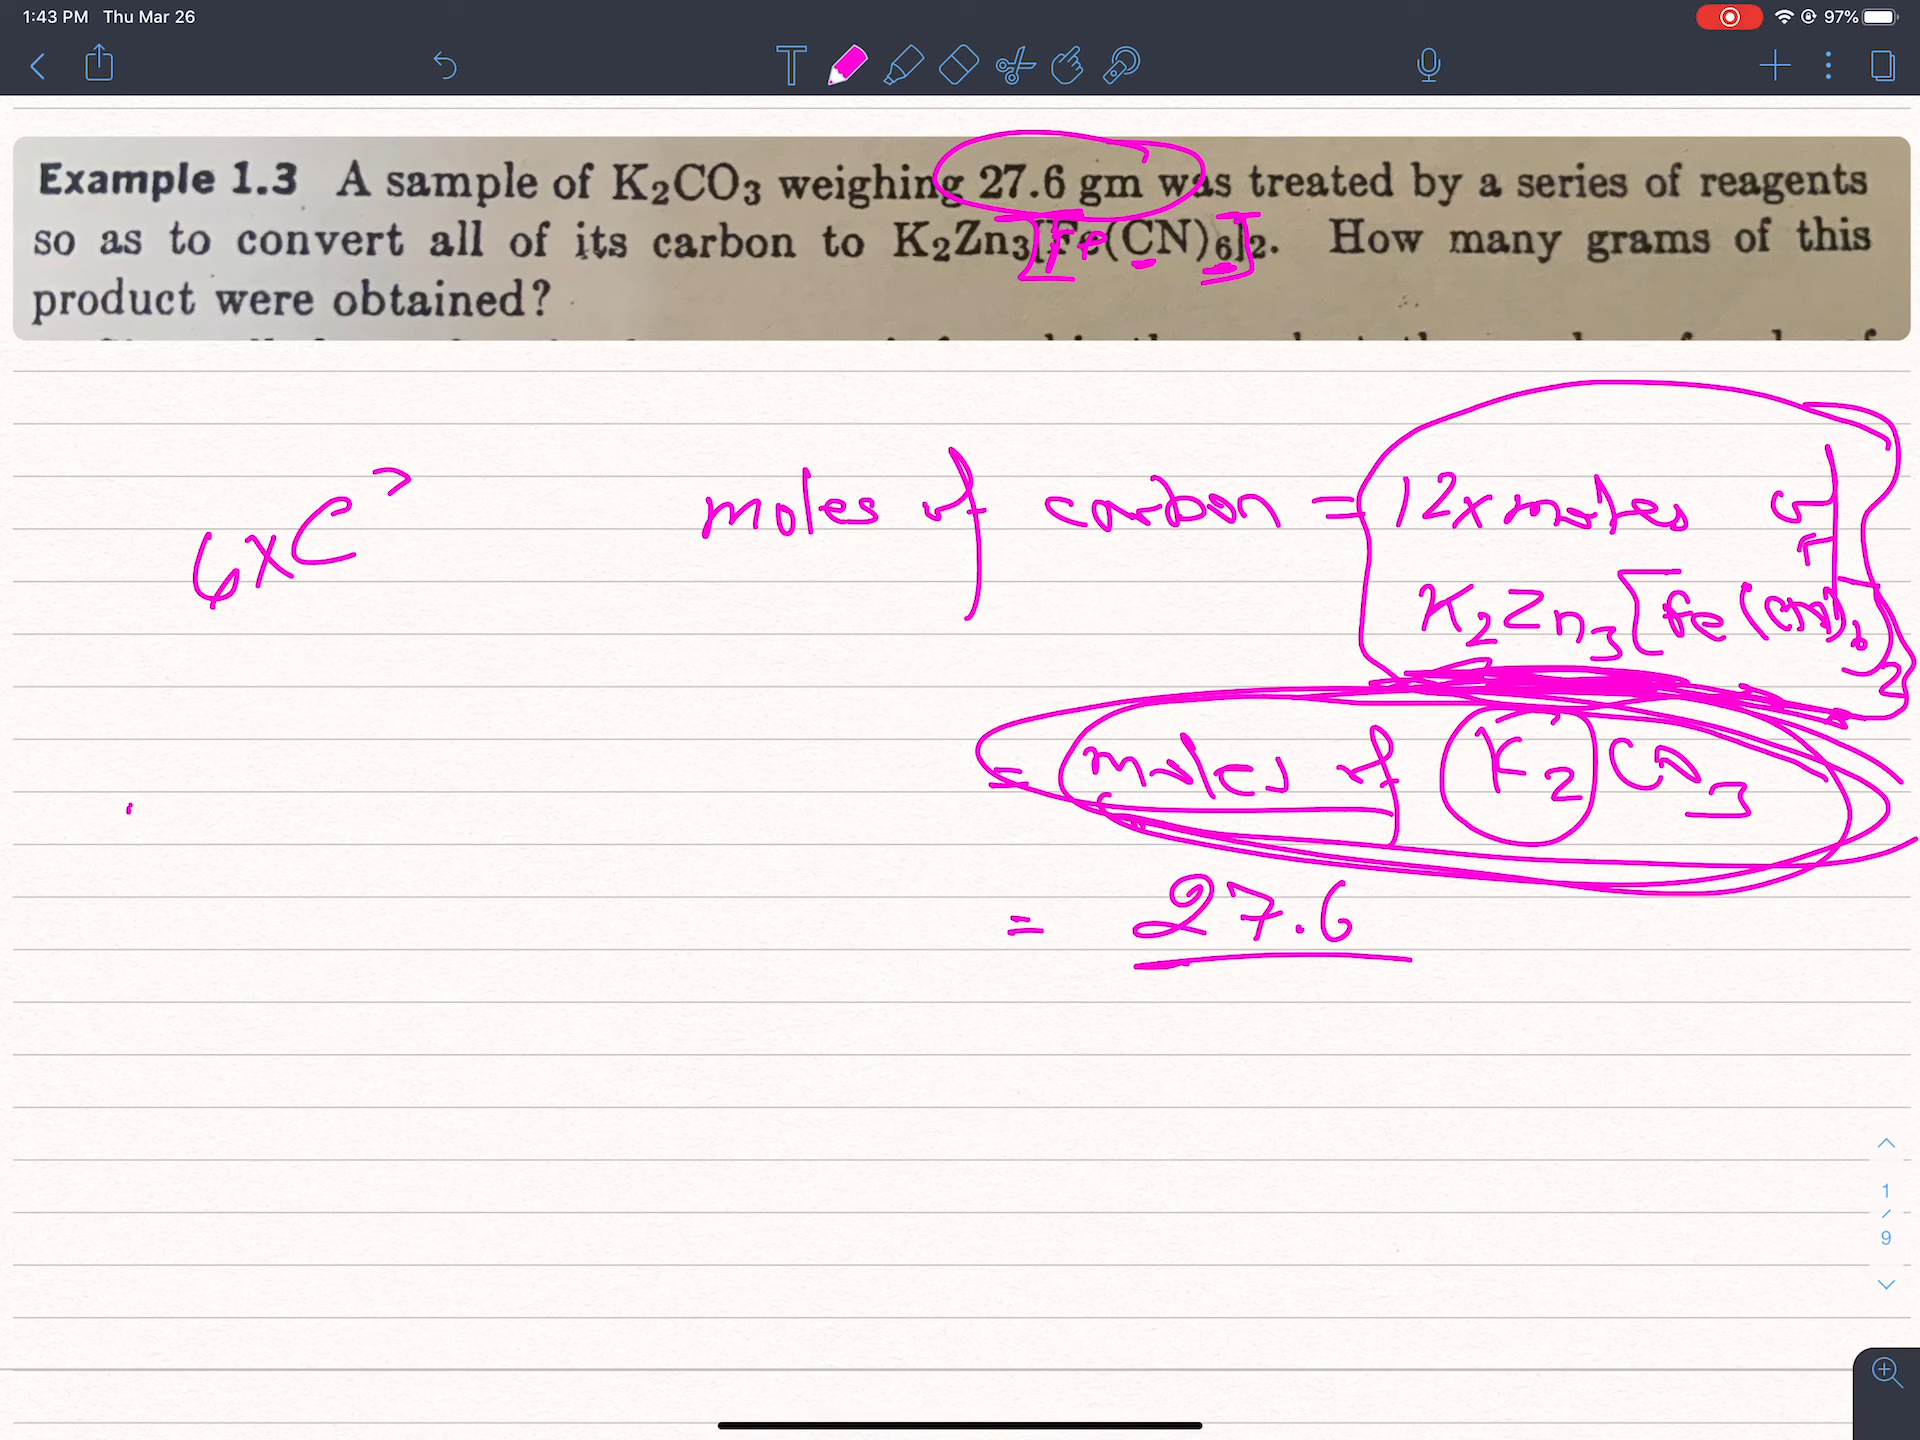 1:43 PM Thu Mar 26
97%
Example 1.3 A sample of K₂CO₃ weighing 27.6 gm was treated by a series of reagents
so as to convert all of its carbon to K₂Zn₃[Fe(CN)₆]₂. How many grams of this
product were obtained?
6×C
moles of carbon = 12× moles of
K₂Zn₃[Fe(CN)₆]₂
= moles of K₂CO₃
= 27.6
1
/
9